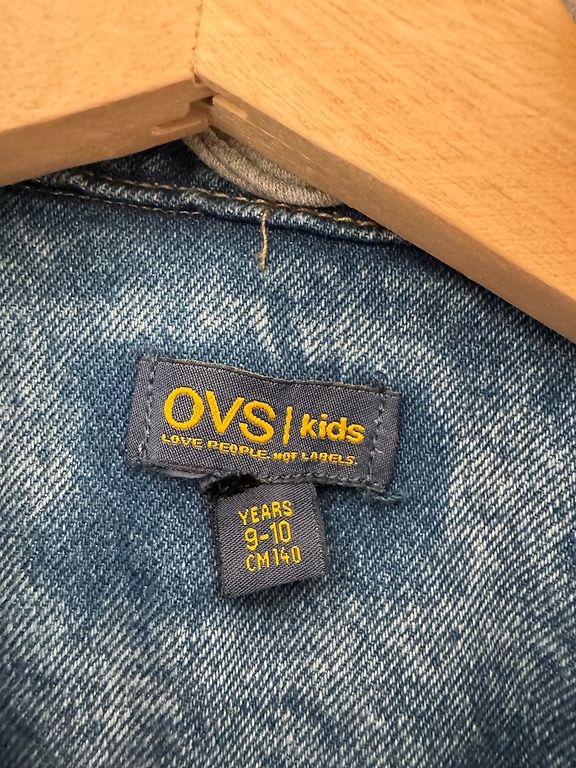 OVS | kids
LOVE PEOPLE. NOT LABELS.
YEARS
9-10
CM 140